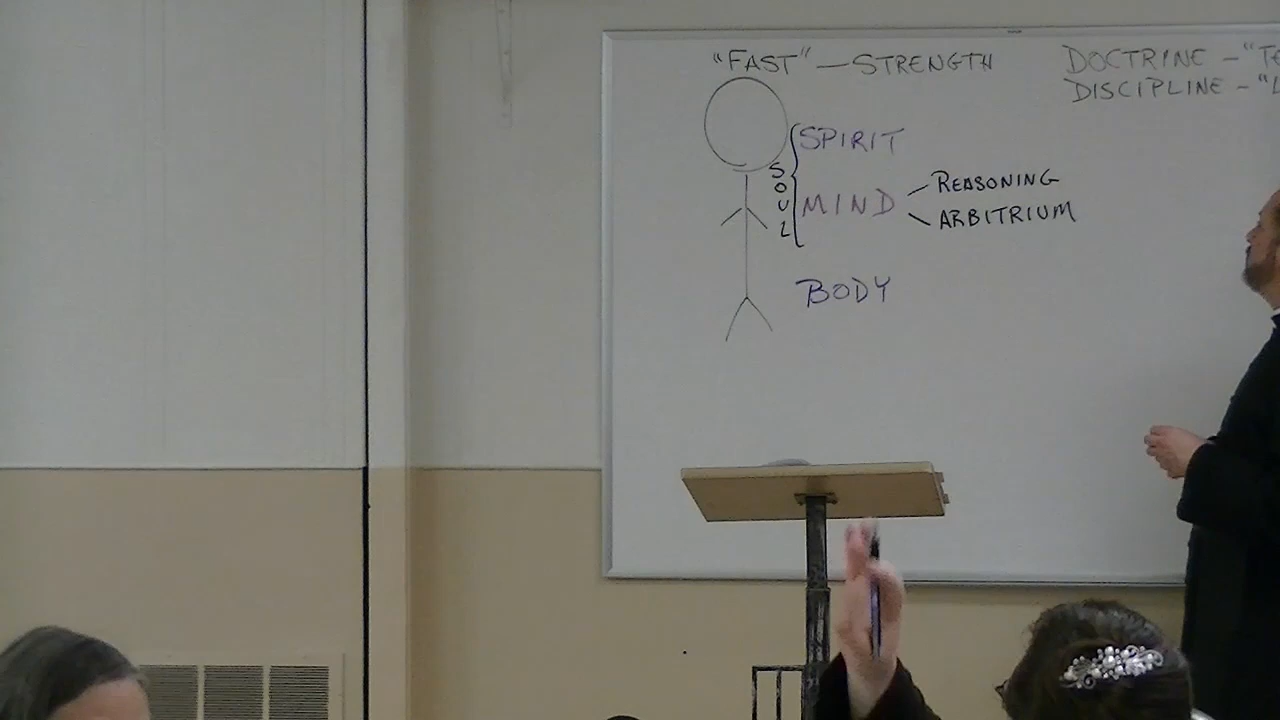 "FAST" — STRENGTH
DOCTRINE - "
DISCIPLINE - "
SPIRIT
SOUL
MIND
REASONING
ARBITRIUM
BODY